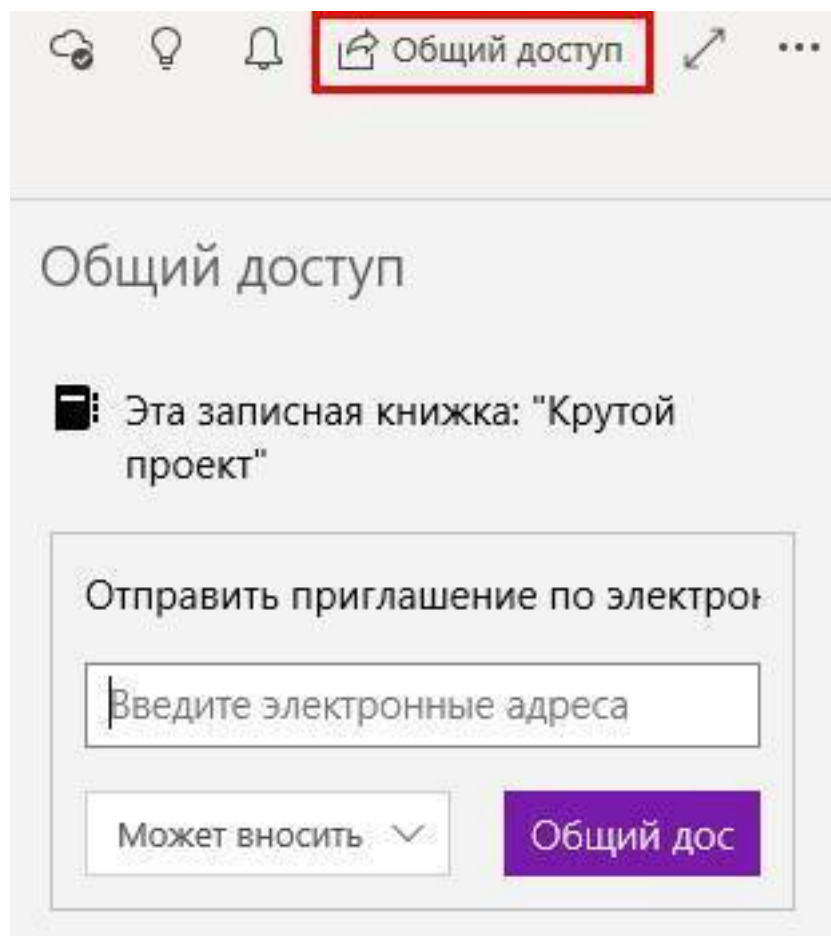 Общий доступ
Общий доступ
Эта записная книжка: "Крутой
проект"
Отправить приглашение по электрон
Введите электронные адреса
Может вносить
Общий дос